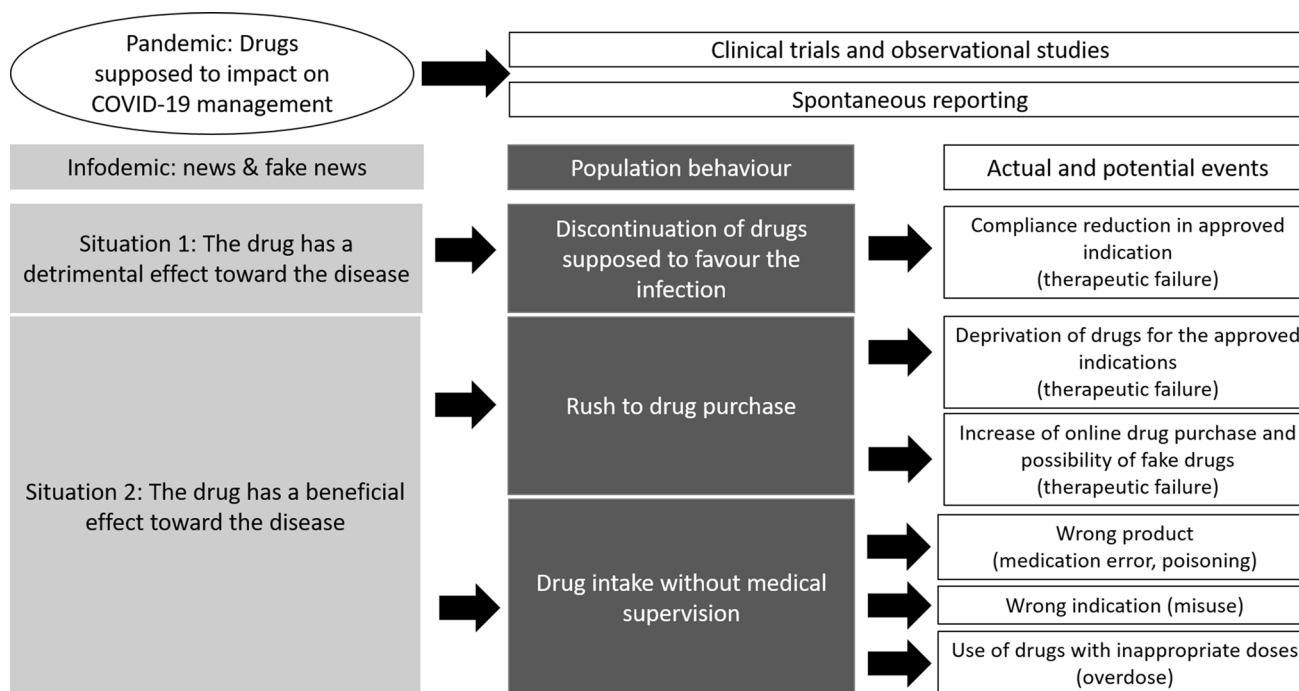 Pandemic: Drugs
supposed to impact on
COVID-19 management
Clinical trials and observational studies
Spontaneous reporting
Infodemic: news & fake news
Population behaviour
Actual and potential events
Situation 1: The drug has a
detrimental effect toward the disease
Discontinuation of drugs
supposed to favour the
infection
Compliance reduction in approved
indication
(therapeutic failure)
Situation 2: The drug has a beneficial
effect toward the disease
Rush to drug purchase
Deprivation of drugs for the approved
indications
(therapeutic failure)
Increase of online drug purchase and
possibility of fake drugs
(therapeutic failure)
Drug intake without medical
supervision
Wrong product
(medication error, poisoning)
Wrong indication (misuse)
Use of drugs with inappropriate doses
(overdose)